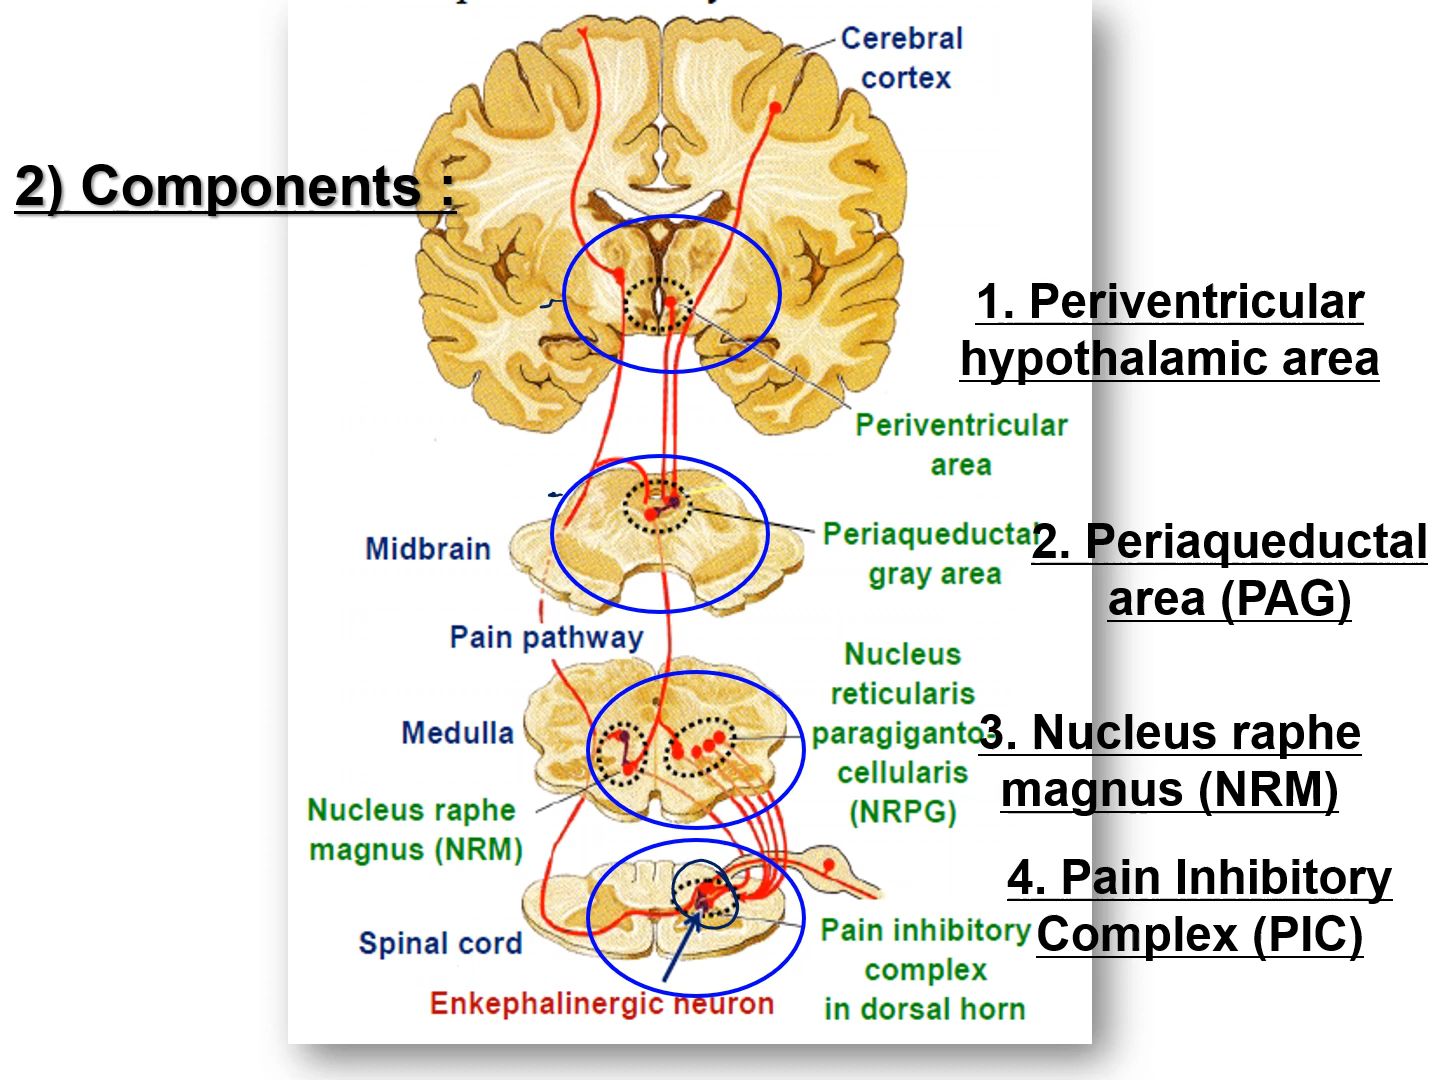 2) Components :
Cerebral
cortex
1. Periventricular
hypothalamic area
Periventricular
area
Midbrain
Periaqueductal
gray area
2. Periaqueductal
area (PAG)
Pain pathway
Medulla
Nucleus
reticularis
paragiganto-
cellularis
(NRPG)
3. Nucleus raphe
magnus (NRM)
Nucleus raphe
magnus (NRM)
4. Pain Inhibitory
Complex (PIC)
Spinal cord
Pain inhibitory
complex
in dorsal horn
Enkephalinergic neuron